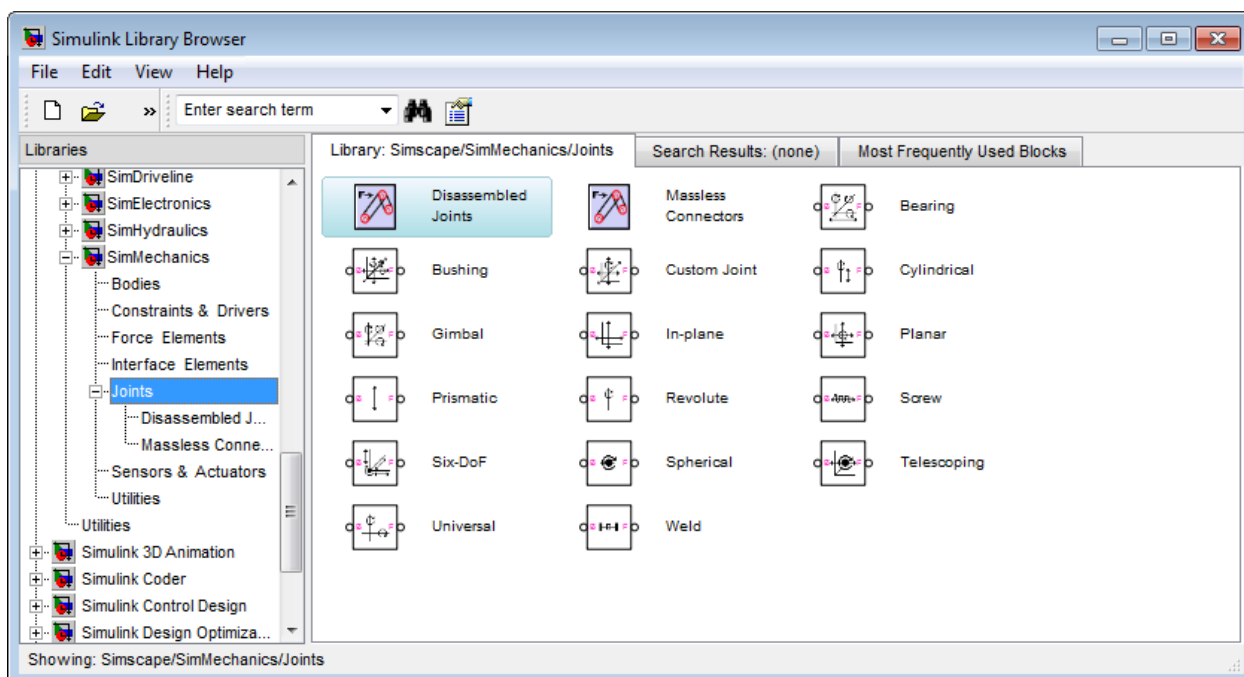 Simulink Library Browser
File Edit View Help
» Enter search term
Libraries
Library: Simscape/SimMechanics/Joints Search Results: (none) Most Frequently Used Blocks
SimDriveline
SimElectronics
SimHydraulics
SimMechanics
Bodies
Constraints & Drivers
Force Elements
Interface Elements
Joints
Disassembled J...
Massless Conne...
Sensors & Actuators
Utilities
Utilities
Simulink 3D Animation
Simulink Coder
Simulink Control Design
Simulink Design Optimiza...
Disassembled
Joints
Massless
Connectors
Bearing
Bushing
Custom Joint
Cylindrical
Gimbal
In-plane
Planar
Prismatic
Revolute
Screw
Six-DoF
Spherical
Telescoping
Universal
Weld
Showing: Simscape/SimMechanics/Joints